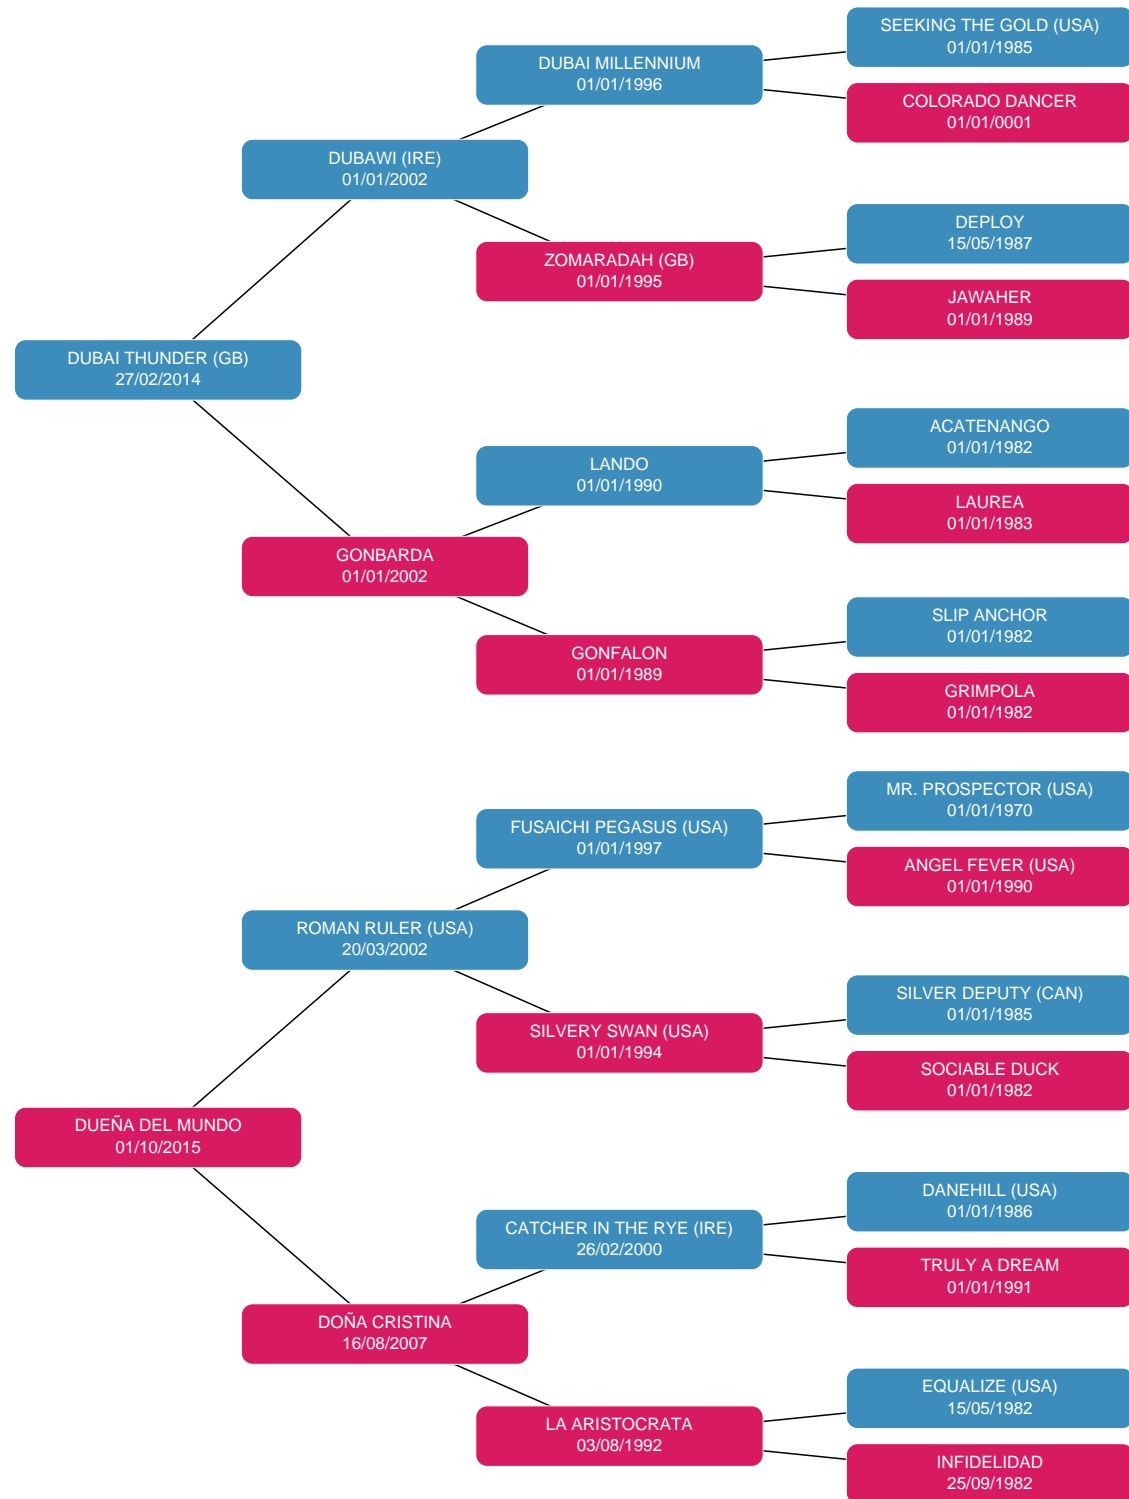 SEEKING THE GOLD (USA)
01/01/1985
DUBAI MILLENNIUM
01/01/1996
COLORADO DANCER
01/01/0001
DUBAWI (IRE)
01/01/2002
DEPLOY
15/05/1987
ZOMARADAH (GB)
01/01/1995
JAWAHER
01/01/1989
DUBAI THUNDER (GB)
27/02/2014
ACATENANGO
01/01/1982
LANDO
01/01/1990
LAUREA
01/01/1983
GONBARDA
01/01/2002
SLIP ANCHOR
01/01/1982
GONFALON
01/01/1989
GRIMPOLA
01/01/1982
MR. PROSPECTOR (USA)
01/01/1970
FUSAICHI PEGASUS (USA)
01/01/1997
ANGEL FEVER (USA)
01/01/1990
ROMAN RULER (USA)
20/03/2002
SILVER DEPUTY (CAN)
01/01/1985
SILVERY SWAN (USA)
01/01/1994
SOCIABLE DUCK
01/01/1982
DUEÑA DEL MUNDO
01/10/2015
DANEHILL (USA)
01/01/1986
CATCHER IN THE RYE (IRE)
26/02/2000
TRULY A DREAM
01/01/1991
DOÑA CRISTINA
16/08/2007
EQUALIZE (USA)
15/05/1982
LA ARISTOCRATA
03/08/1992
INFIDELIDAD
25/09/1982